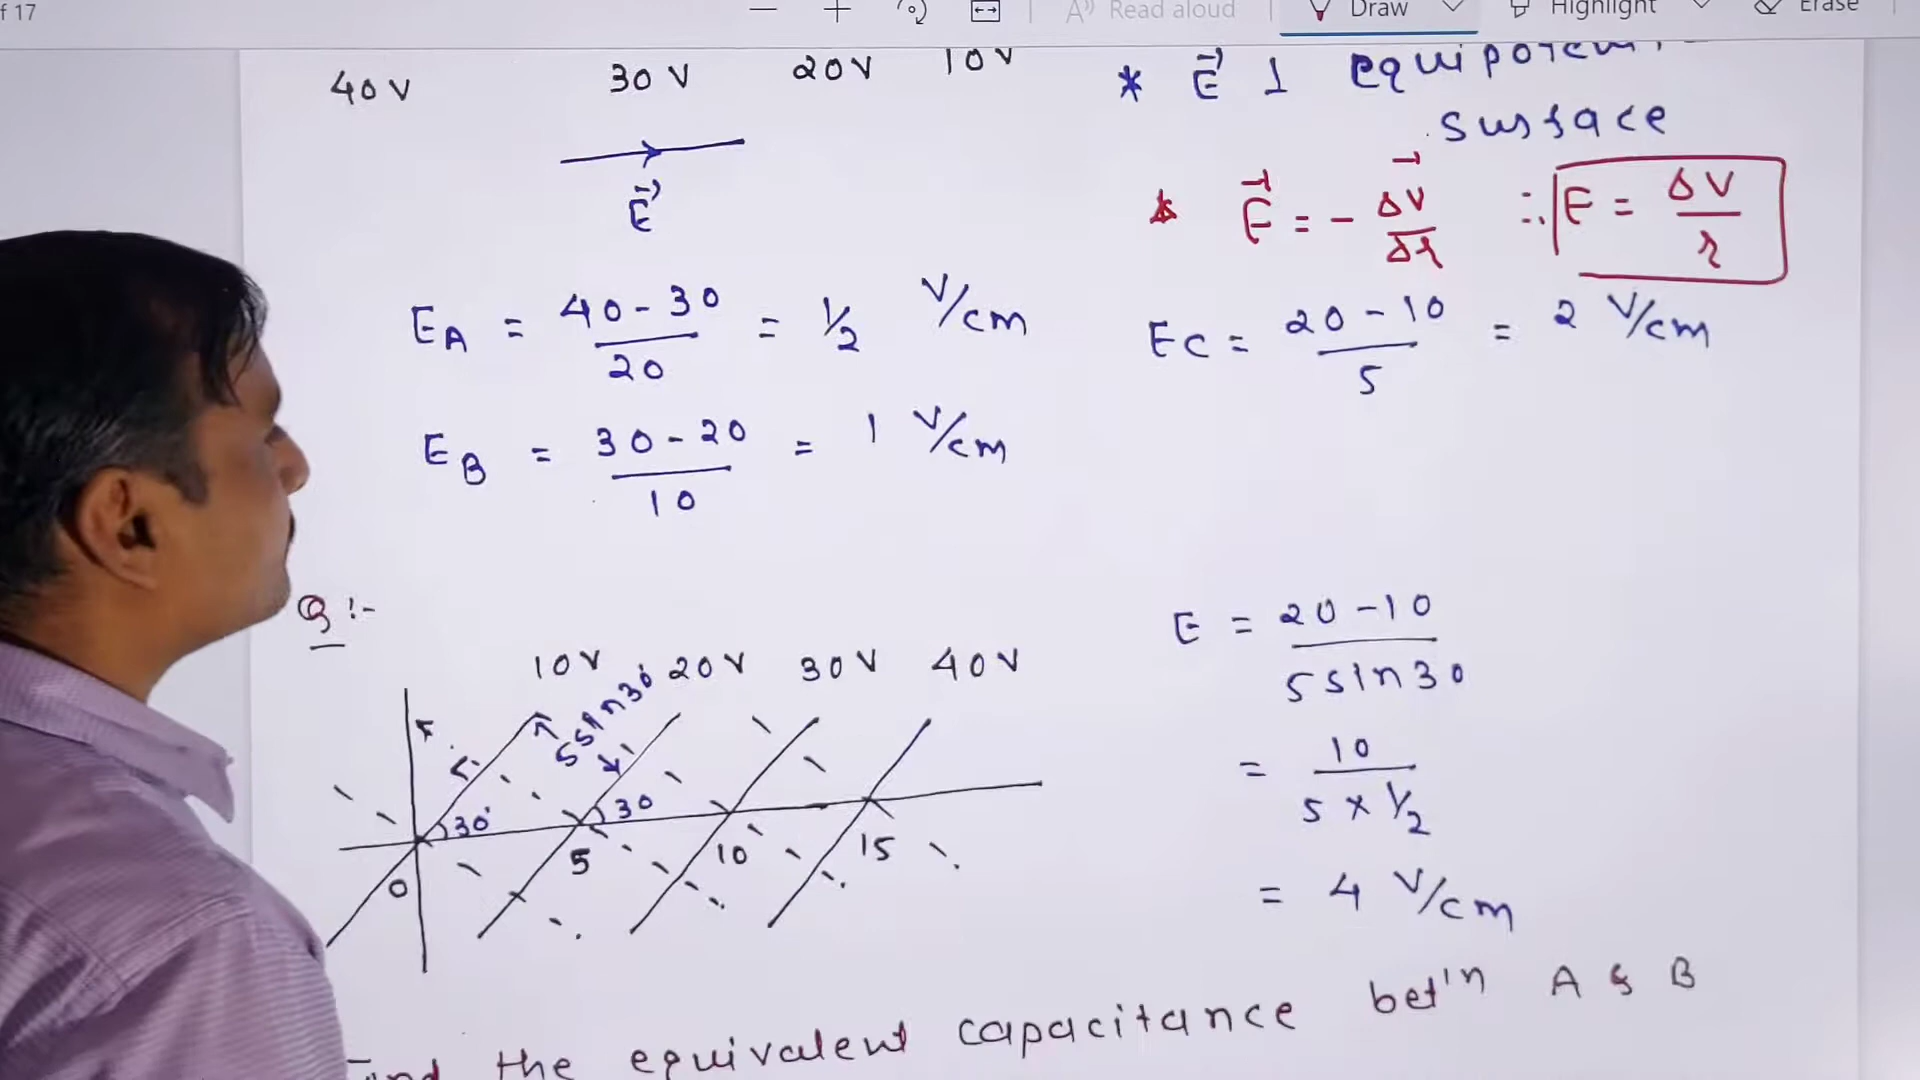 f 17
Read aloud
Draw
Highlight
Erase
40 V 30 V 20 V 10 V
* E⃗ ⊥
surface
E⃗
* E⃗ = - ΔV⃗/Δr ∴ E = ΔV/r
E_A = 40 - 30/20 = 1/2 V/cm
E_C = 20 - 10/5 = 2 V/cm
E_B = 30 - 20/10 = 1 V/cm
Q :-
10 V 20 V 30 V 40 V
5 sin 30
30°
30
0
5
10
15
E = 20 - 10/5 sin 30
= 10/5 × 1/2
= 4 V/cm
the equivalent capacitance bet'n A & B